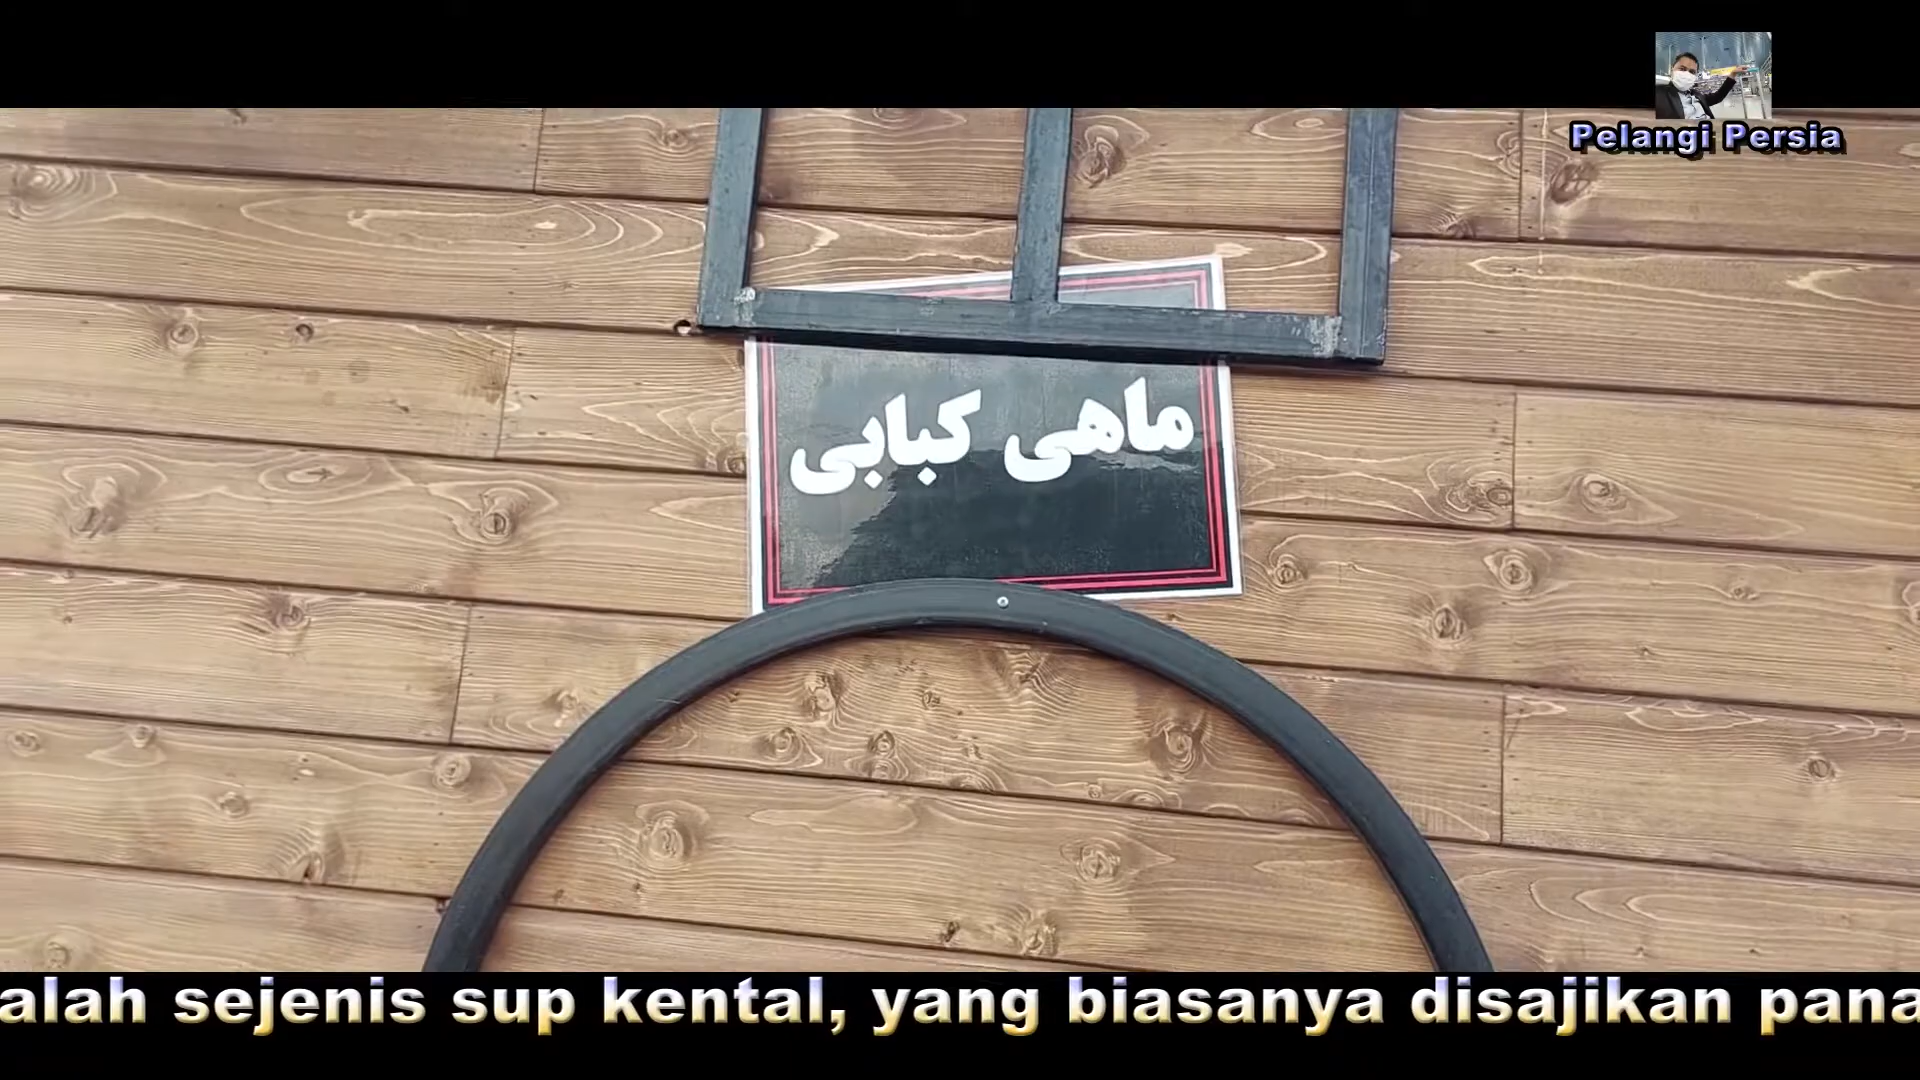 Pelangi Persia
ماهی کبابی
alah sejenis sup kental, yang biasanya disajikan pana